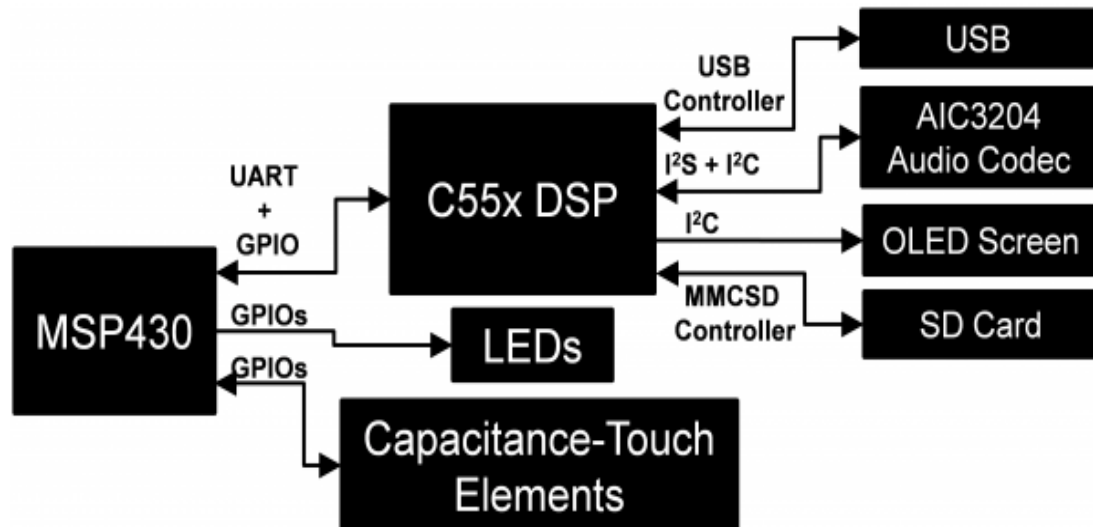 USB
USB
Controller
AIC3204
Audio Codec
I²S + I²C
C55x DSP
UART
+
GPIO
I²C
OLED Screen
MSP430
GPIOs
LEDs
MMCSD
Controller
SD Card
GPIOs
Capacitance-Touch
Elements